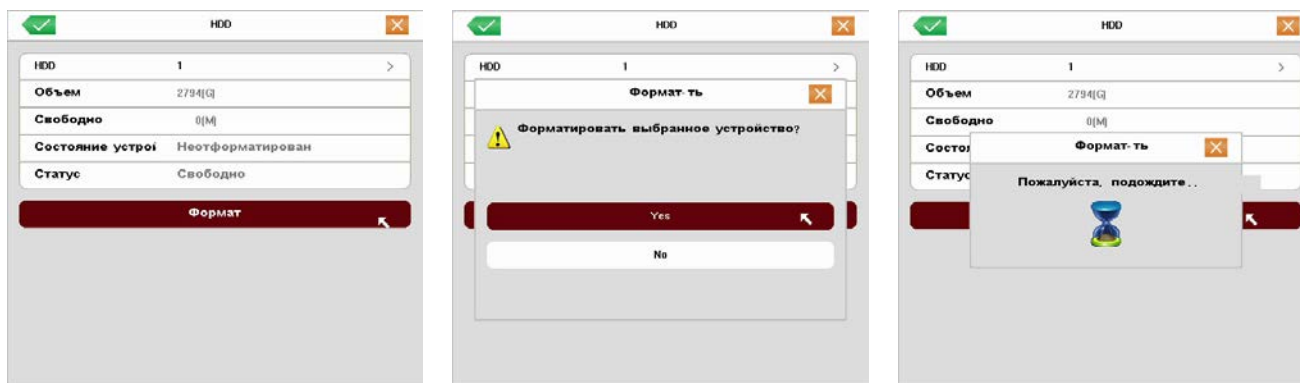 HDD
HDD 1 >
Объем 2794[G]
Свободно 0[M]
Состояние устрой Неотформатирован
Статус Свободно
Формат
HDD
HDD 1 >
Формат-ть
Форматировать выбранное устройство?
Yes
No
HDD
HDD 1 >
Объем 2794[G]
Свободно 0[M]
Формат-ть
Состоя
Статус
Пожалуйста, подождите..